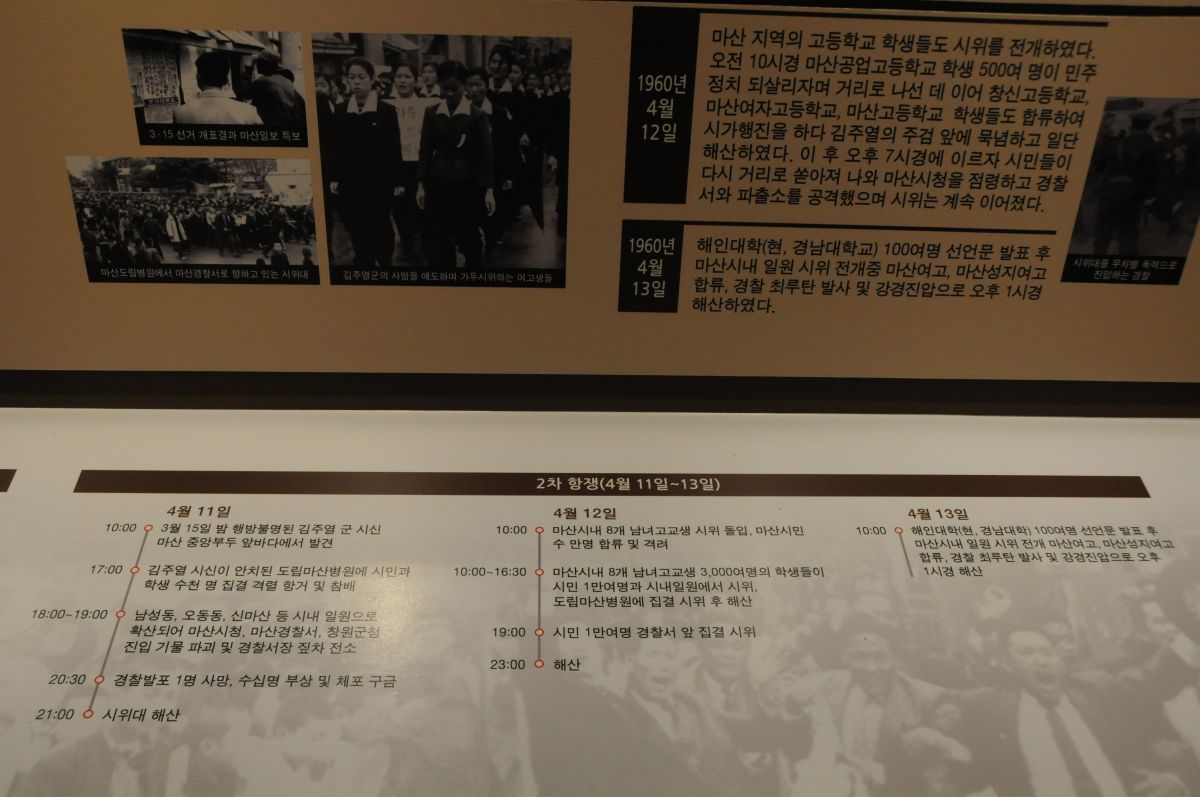 3·15 선거 개표결과 마산일보 특보
마산도립병원에서 마산경찰서로 향하고 있는 시위대
김주열군의 사망을 애도하며 가두시위하는 여고생들
1960년
4월
12일
마산 지역의 고등학교 학생들도 시위를 전개하였다.
오전 10시경 마산공업고등학교 학생 500여 명이 민주
정치 되살리자며 거리로 나선 데 이어 창신고등학교,
마산여자고등학교, 마산고등학교 학생들도 합류하여
시가행진을 하다 김주열의 주검 앞에 묵념하고 일단
해산하였다. 이 후 오후 7시경에 이르자 시민들이
다시 거리로 쏟아져 나와 마산시청을 점령하고 경찰
서와 파출소를 공격했으며 시위는 계속 이어졌다.
1960년
4월
13일
해인대학(현, 경남대학교) 100여명 선언문 발표 후
마산시내 일원 시위 전개중 마산여고, 마산성지여고
합류, 경찰 최루탄 발사 및 강경진압으로 오후 1시경
해산하였다.
시위대를 무차별 폭력으로
진압하는 경찰
2차 항쟁(4월 11일~13일)
4월 11일
10:00 3월 15일 밤 행방불명된 김주열 군 시신
마산 중앙부두 앞바다에서 발견
17:00 김주열 시신이 안치된 도립마산병원에 시민과
학생 수천 명 집결 격렬 항거 및 참배
18:00~19:00 남성동, 오동동, 신마산 등 시내 일원으로
확산되어 마산시청, 마산경찰서, 창원군청
진입 기물 파괴 및 경찰서장 짚차 전소
20:30 경찰발포 1명 사망, 수십명 부상 및 체포 구금
21:00 시위대 해산
4월 12일
10:00 마산시내 8개 남녀고교생 시위 돌입, 마산시민
수 만명 합류 및 격려
10:00~16:30 마산시내 8개 남녀고교생 3,000여명의 학생들이
시민 1만여명과 시내일원에서 시위,
도립마산병원에 집결 시위 후 해산
19:00 시민 1만여명 경찰서 앞 집결 시위
23:00 해산
4월 13일
10:00 해인대학(현, 경남대학) 100여명 선언문 발표 후
마산시내 일원 시위 전개 마산여고, 마산성지여고
합류, 경찰 최루탄 발사 및 강경진압으로 오후
1시경 해산